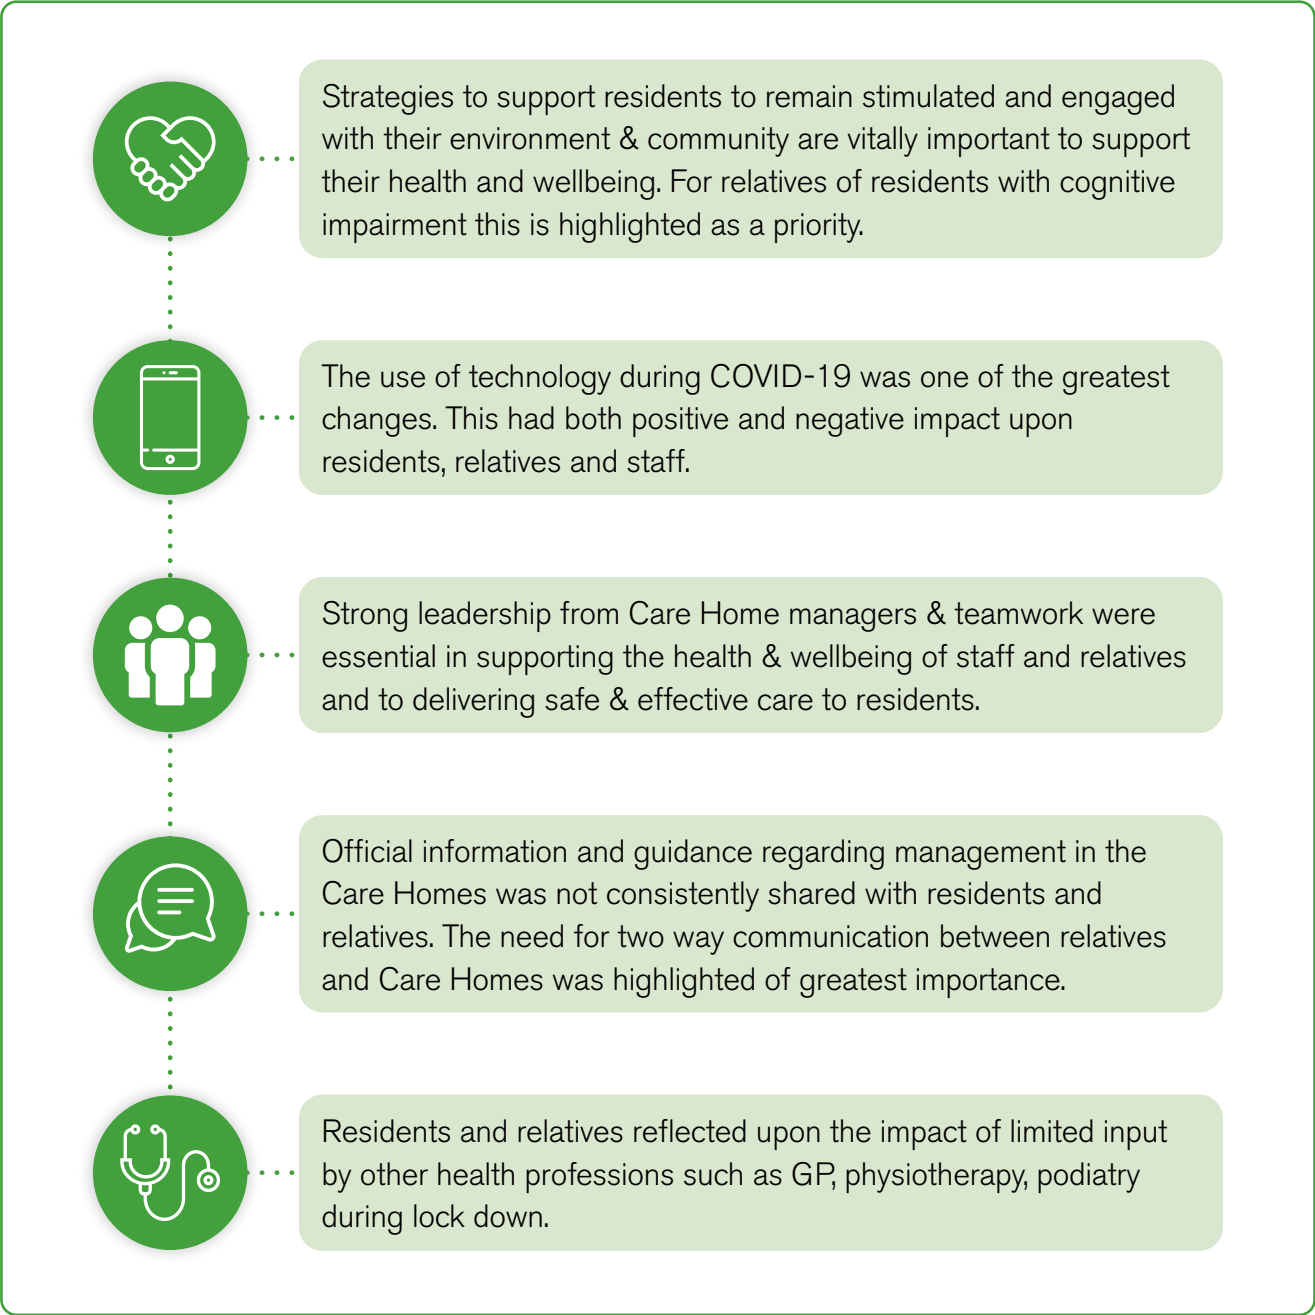 Strategies to support residents to remain stimulated and engaged
with their environment & community are vitally important to support
their health and wellbeing. For relatives of residents with cognitive
impairment this is highlighted as a priority.
The use of technology during COVID-19 was one of the greatest
changes. This had both positive and negative impact upon
residents, relatives and staff.
Strong leadership from Care Home managers & teamwork were
essential in supporting the health & wellbeing of staff and relatives
and to delivering safe & effective care to residents.
Official information and guidance regarding management in the
Care Homes was not consistently shared with residents and
relatives. The need for two way communication between relatives
and Care Homes was highlighted of greatest importance.
Residents and relatives reflected upon the impact of limited input
by other health professions such as GP, physiotherapy, podiatry
during lock down.